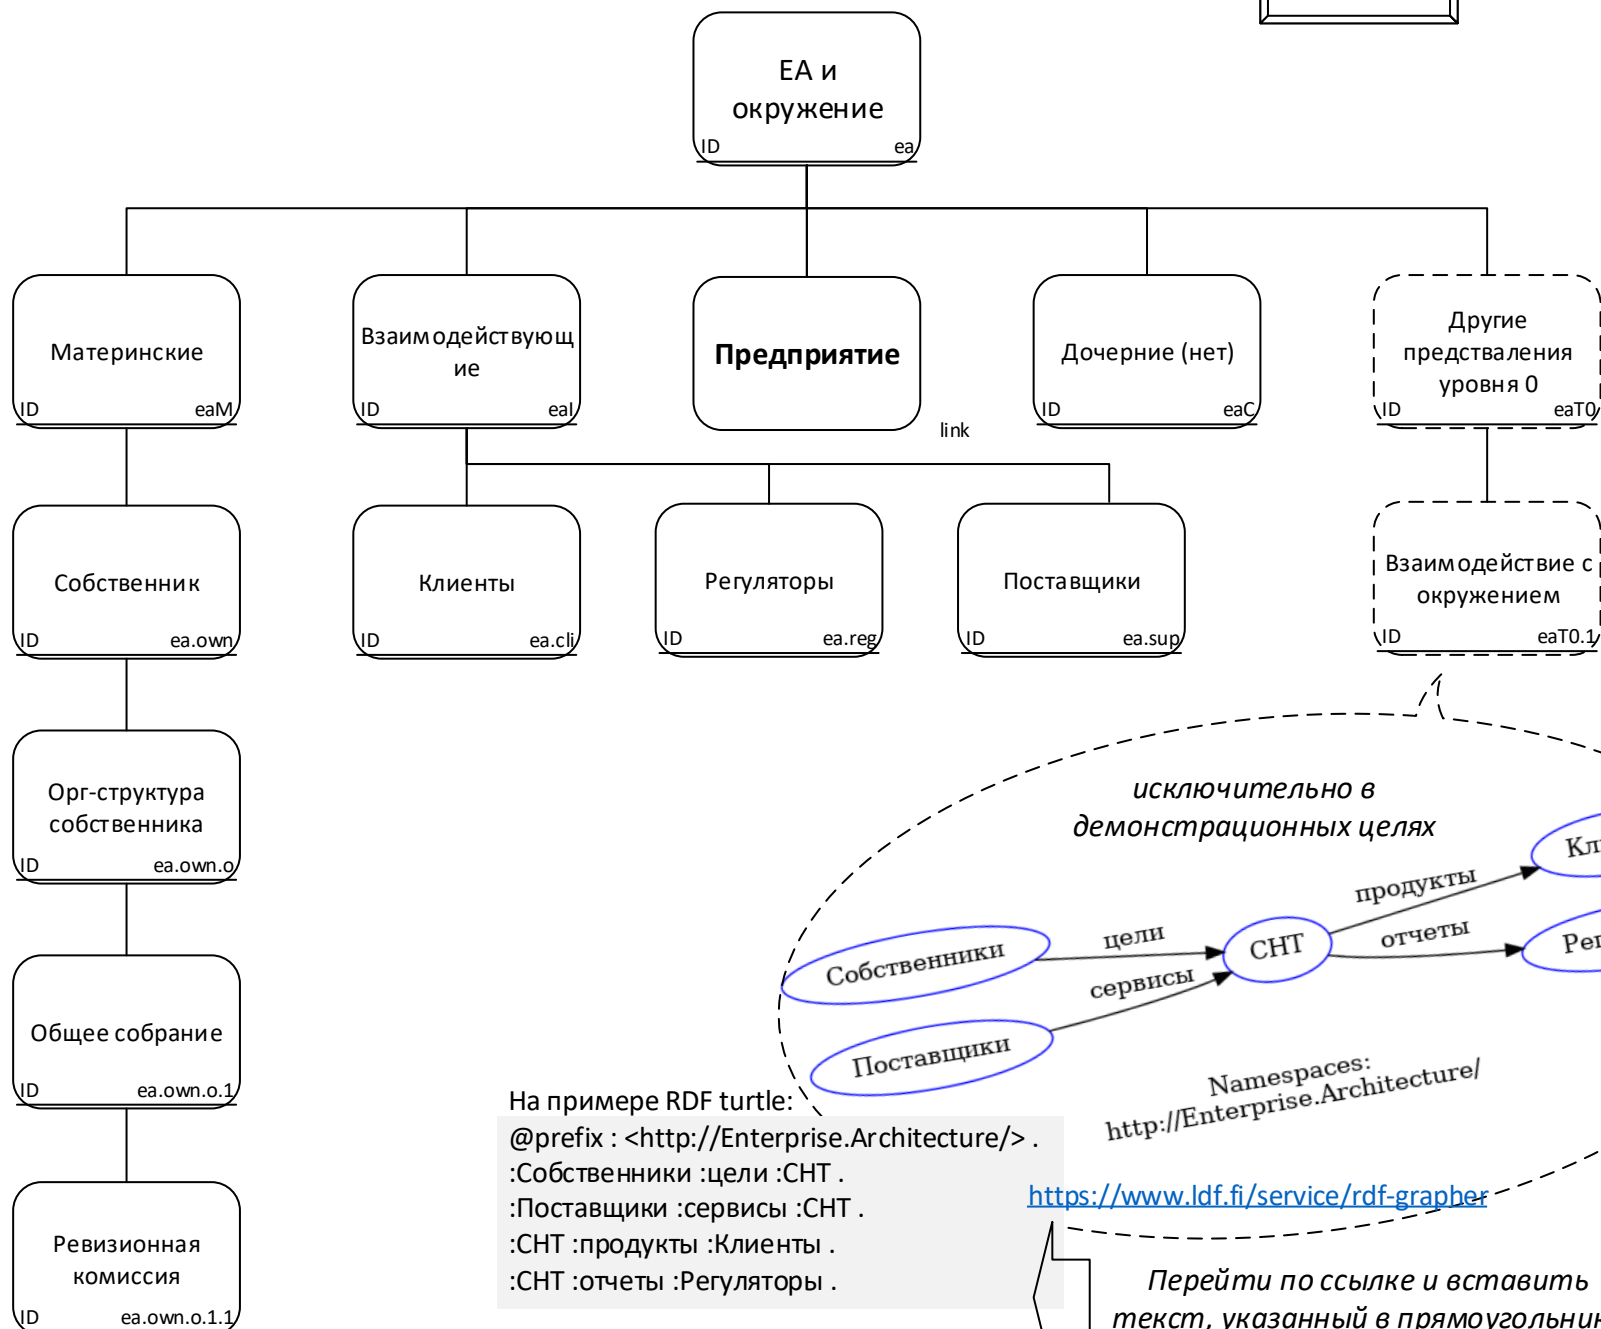 ЕА и
окружение
ID ea
Материнские
ID eaM
Взаимодействующ
ие
ID eaI
Предприятие
link
Дочерние (нет)
ID eaC
Другие
предстваления
уровня 0
ID eaT0
Собственник
ID ea.own
Клиенты
ID ea.cli
Регуляторы
ID ea.reg
Поставщики
ID ea.sup
Взаимодействие с
окружением
ID eaT0.1
Орг-структура
собственника
ID ea.own.o
Общее собрание
ID ea.own.o.1
Ревизионная
комиссия
ID ea.own.o.1.1
исключительно в
демонстрационных целях
Собственники
цели
Поставщики
сервисы
СНТ
продукты
отчеты
Namespaces:
http://Enterprise.Architecture/
На примере RDF turtle:
@prefix : <http://Enterprise.Architecture/> .
:Собственники :цели :СНТ .
:Поставщики :сервисы :СНТ .
:СНТ :продукты :Клиенты .
:СНТ :отчеты :Регуляторы .
https://www.ldf.fi/service/rdf-grapher
Перейти по ссылке и вставить
текст, указанный в